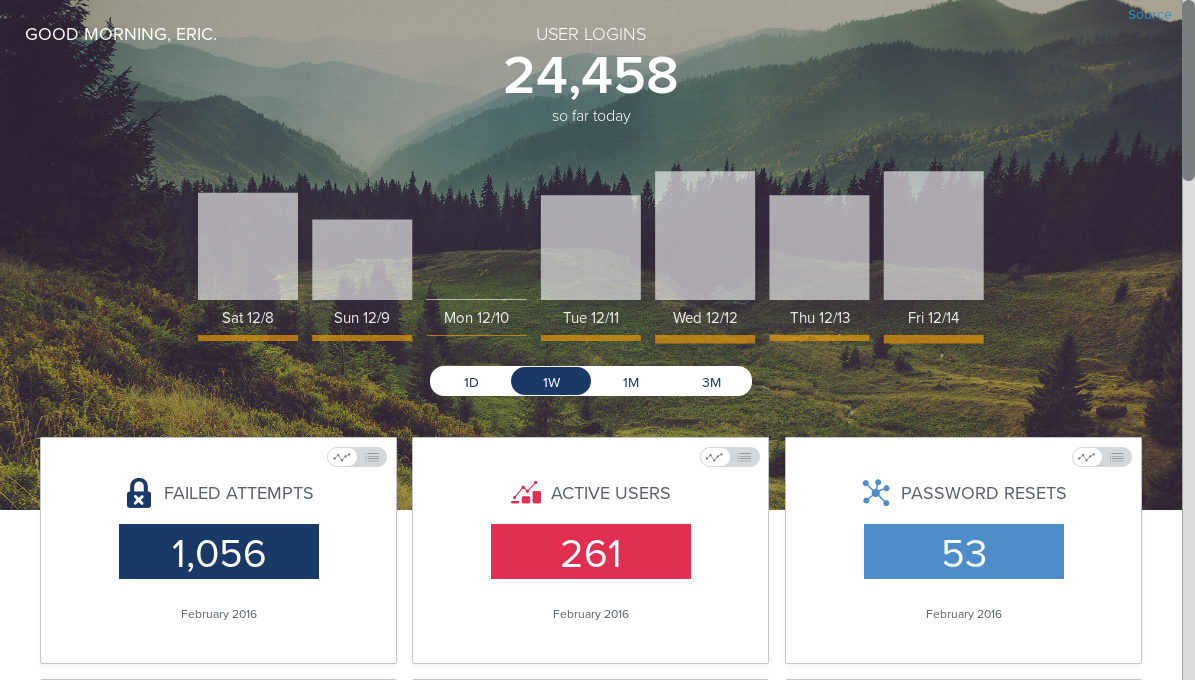 Source
GOOD MORNING, ERIC.
USER LOGINS
24,458
so far today
Sat 12/8
Sun 12/9
Mon 12/10
Tue 12/11
Wed 12/12
Thu 12/13
Fri 12/14
1D
1W
1M
3M
FAILED ATTEMPTS
1,056
February 2016
ACTIVE USERS
261
February 2016
PASSWORD RESETS
53
February 2016